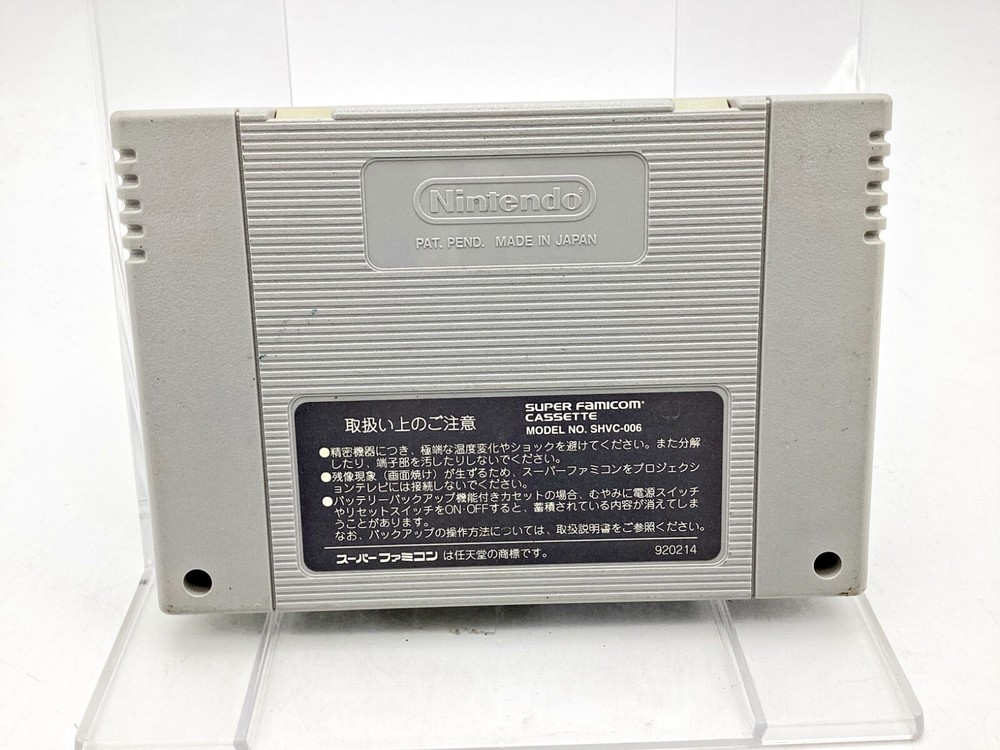 Nintendo®
PAT. PEND. MADE IN JAPAN
取扱い上のご注意
SUPER FAMICOM
CASSETTE
MODEL NO. SHVC-006
●精密機器につき、極端な温度変化やショックを避けてください。また分解
したり、端子部を汚したりしないでください。
●残像現象（画面焼け）が生ずるため、スーパーファミコンをプロジェクシ
ョンテレビには接続しないでください。
●バッテリーバックアップ機能付きカセットの場合、むやみに電源スイッチ
やリセットスイッチをON・OFFすると、蓄積されている内容が消えてしま
うことがあります。
なお、バックアップの操作方法については、取扱説明書をご参照ください。
スーパーファミコン は任天堂の商標です。
920214